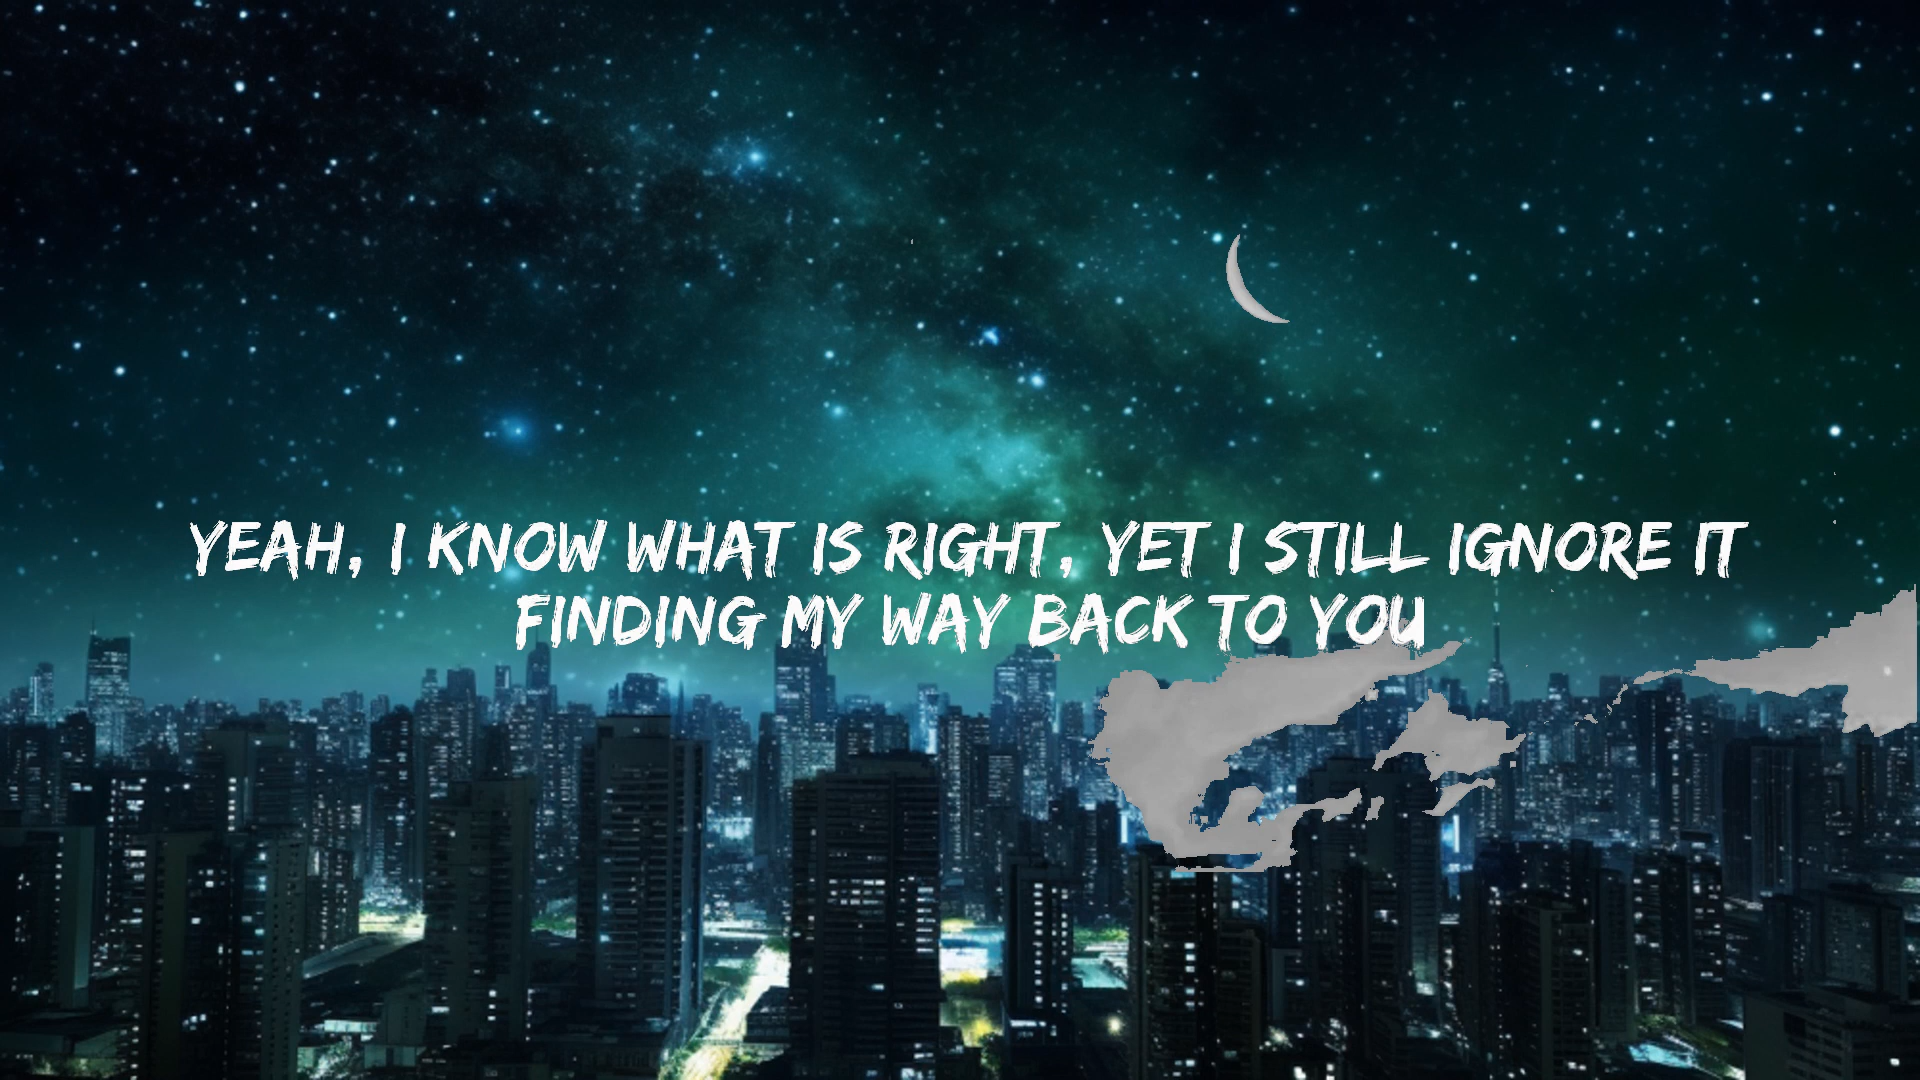 YEAH, I KNOW WHAT IS RIGHT, YET I STILL IGNORE IT
FINDING MY WAY BACK TO YOU